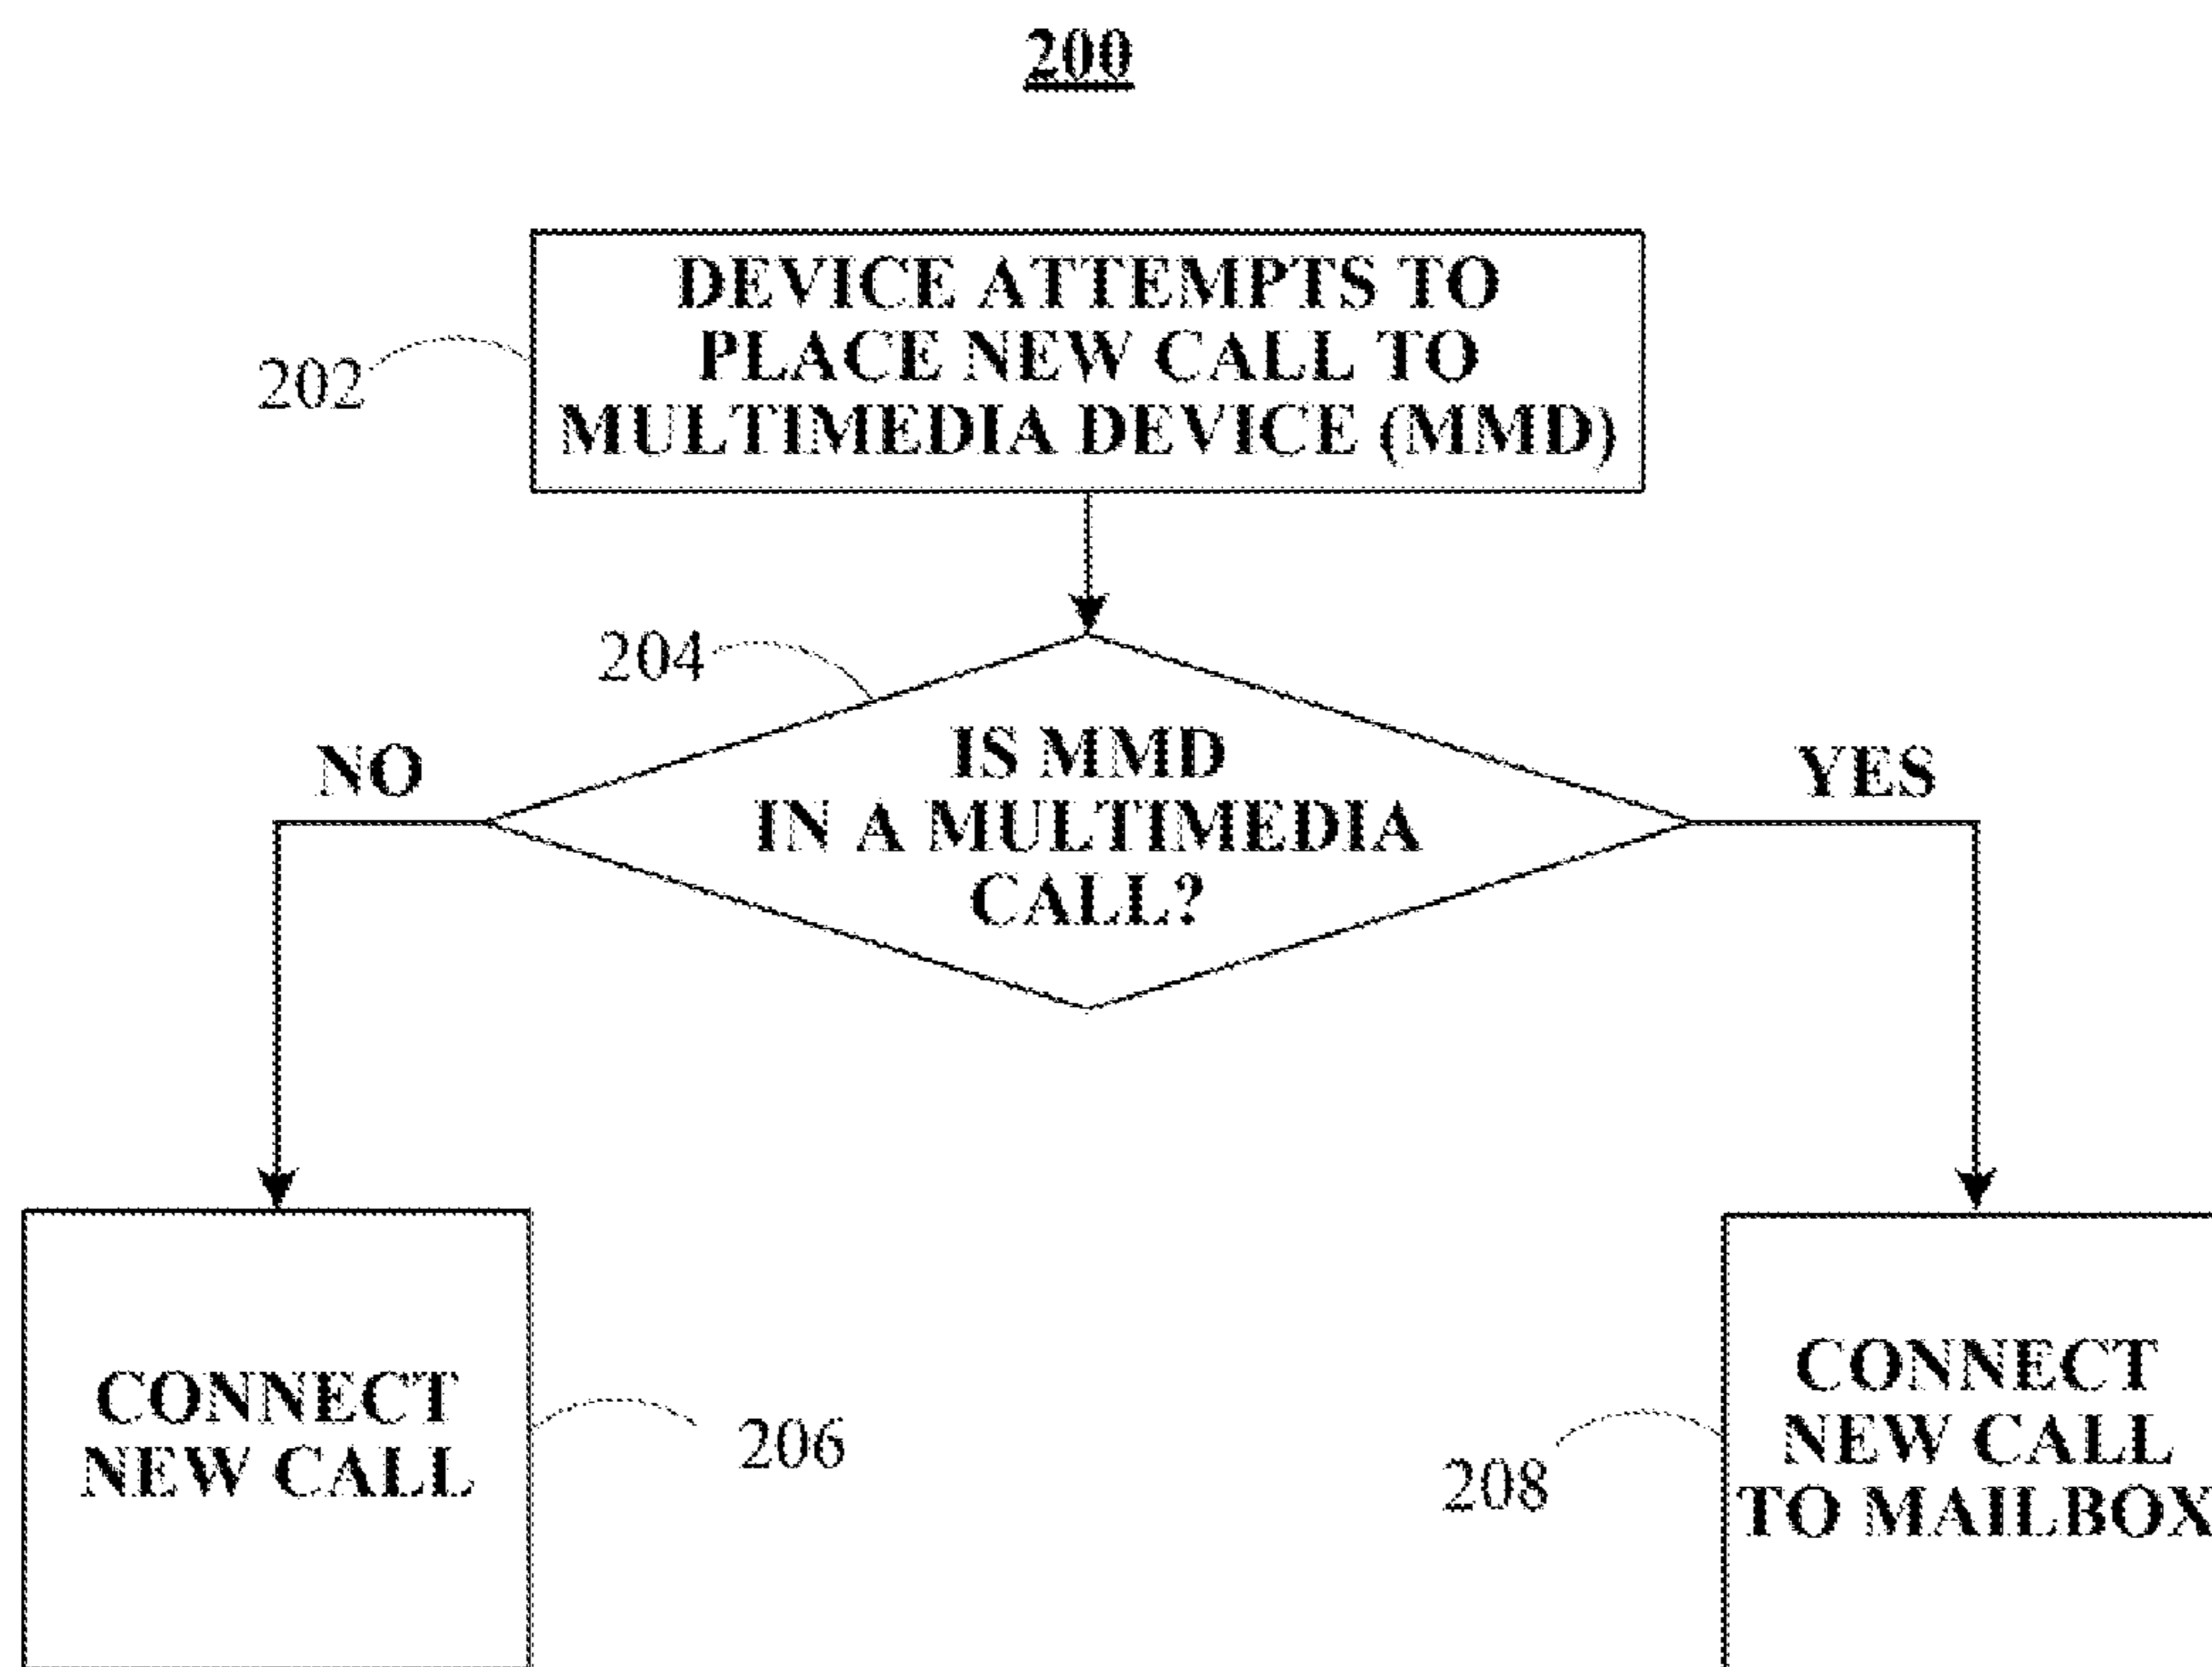 200
DEVICE ATTEMPTS TO
PLACE NEW CALL TO
MULTIMEDIA DEVICE (MMD)
202
204
IS MMD
IN A MULTIMEDIA
CALL?
NO
YES
CONNECT
NEW CALL
206
CONNECT
NEW CALL
TO MAILBOX
208